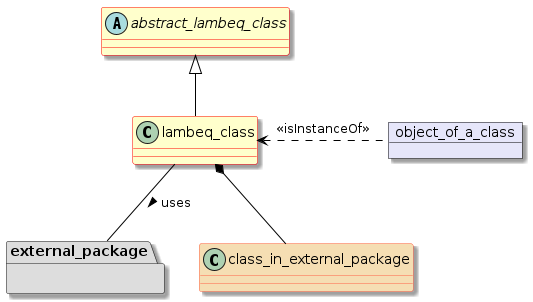 A abstract_lambeq_class
C lambeq_class
«isInstanceOf»
object_of_a_class
uses
external_package
C class_in_external_package